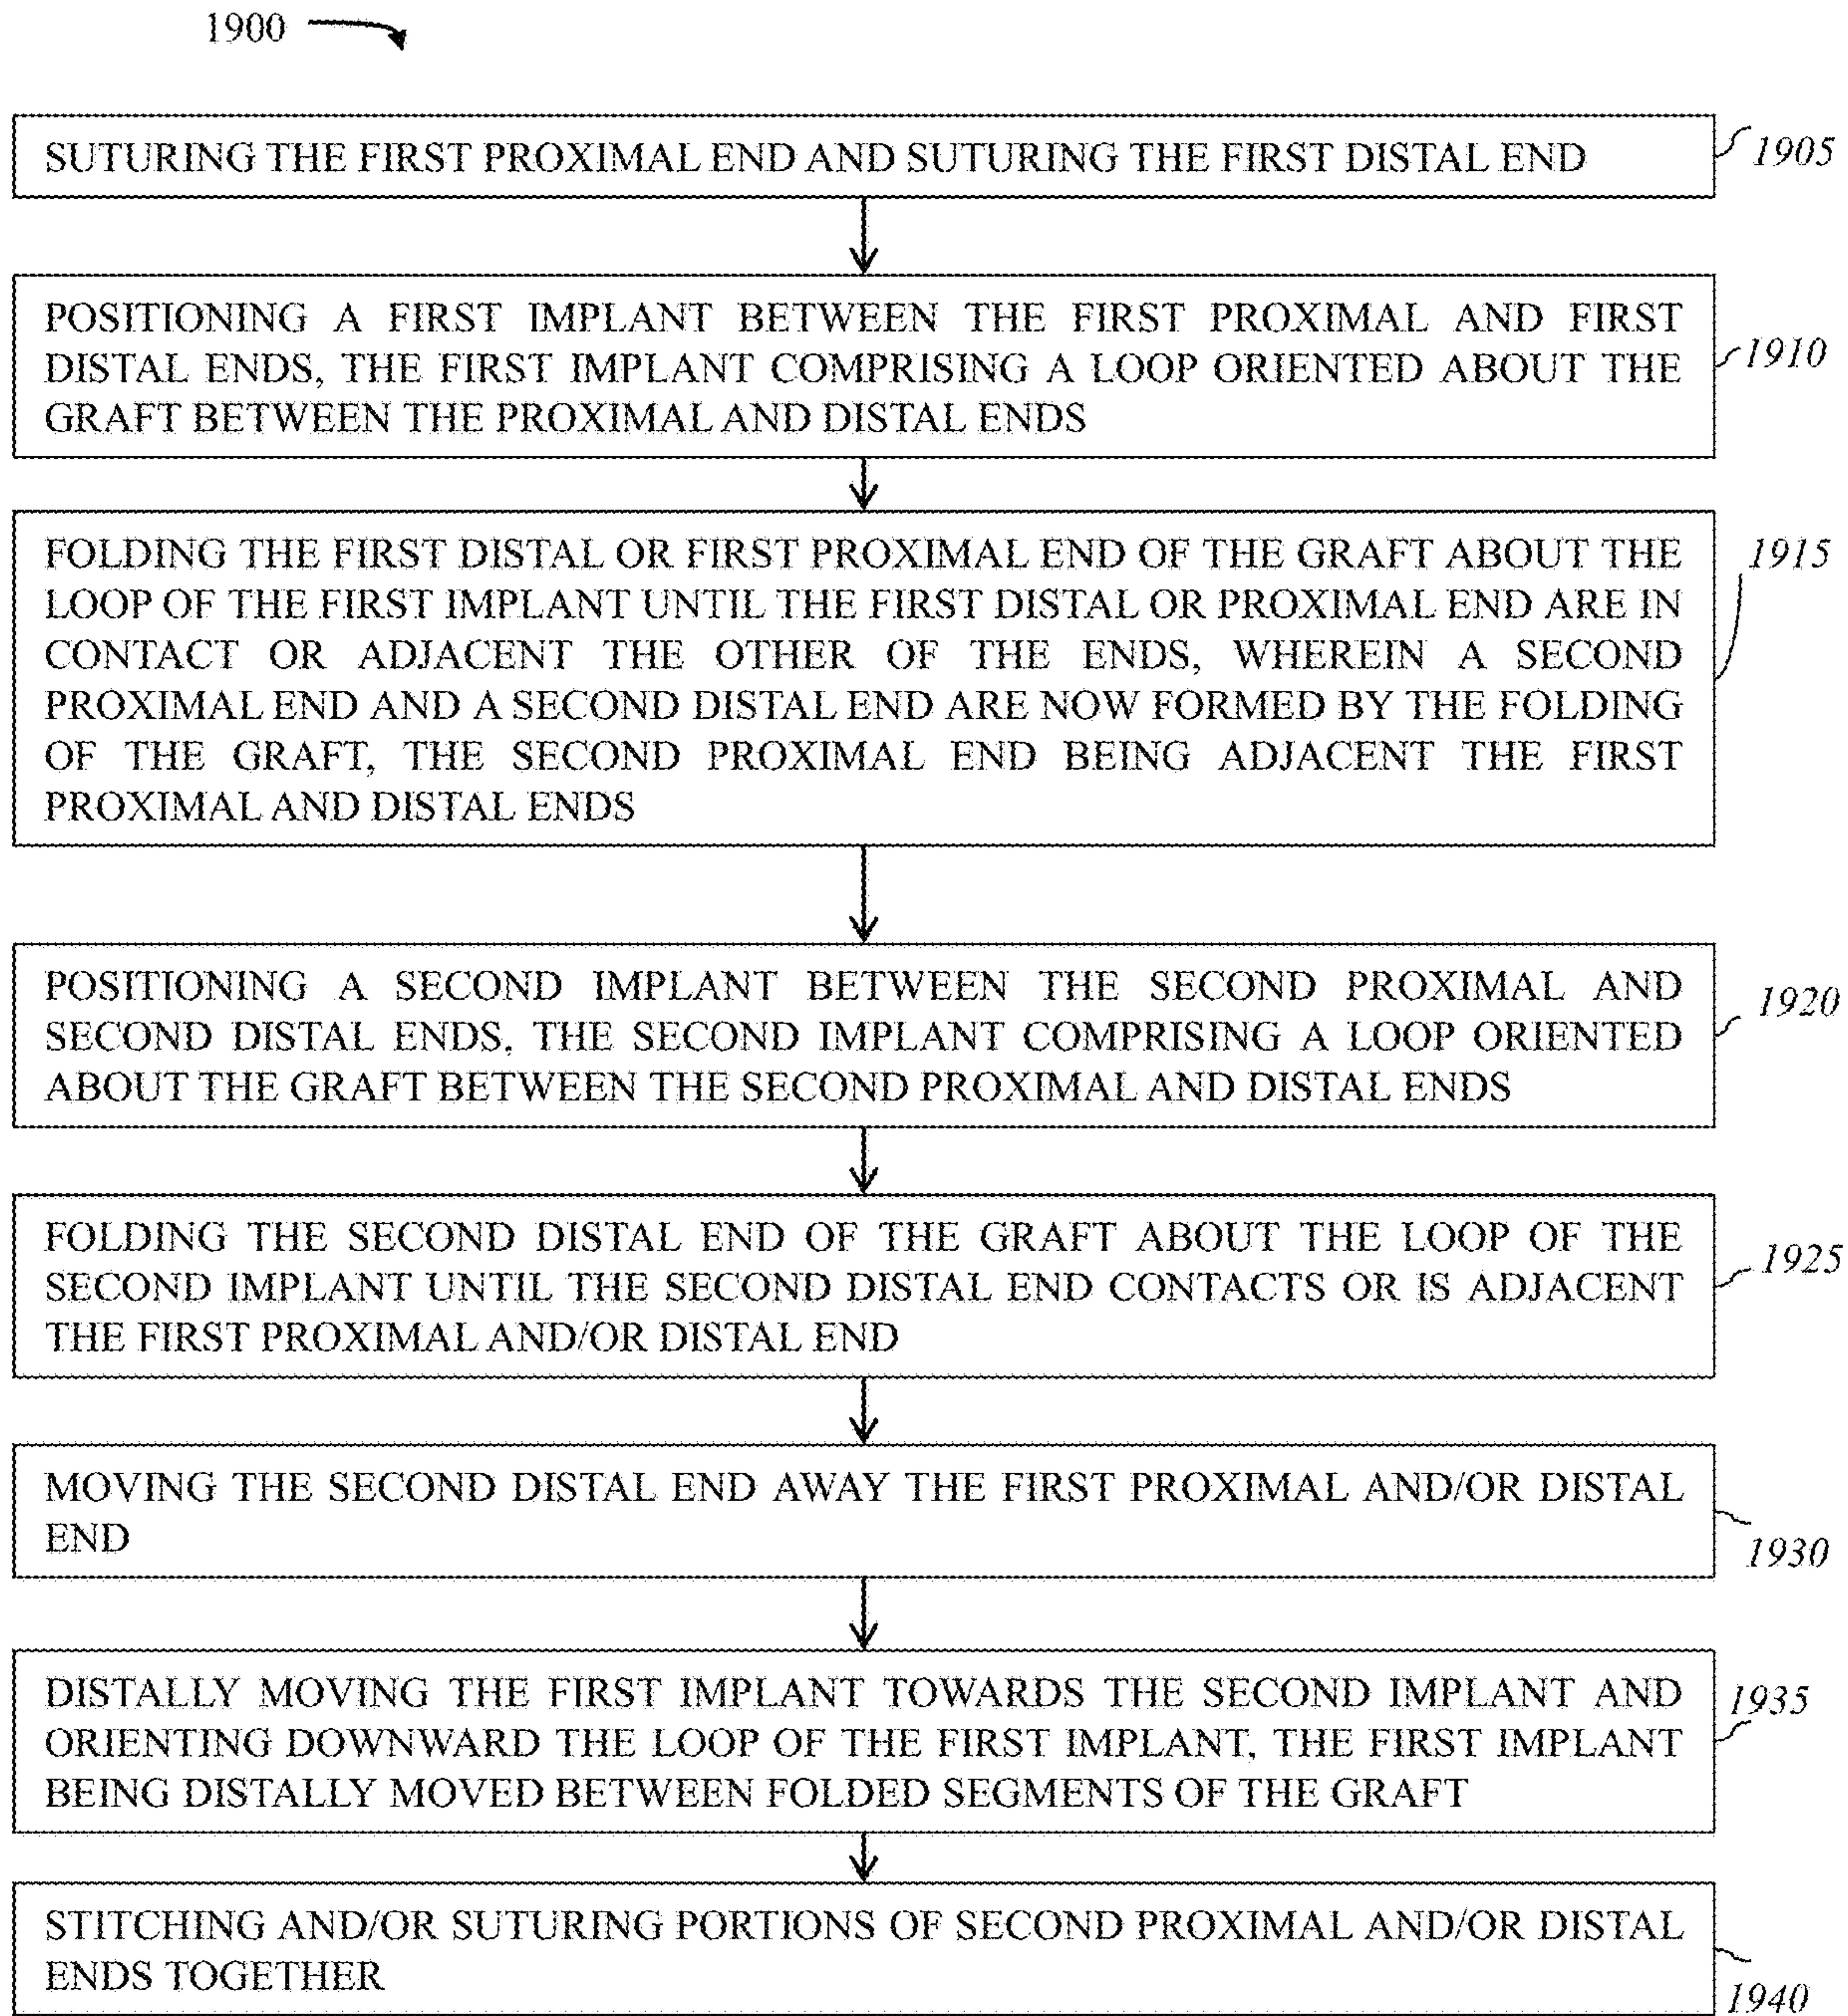 1900
SUTURING THE FIRST PROXIMAL END AND SUTURING THE FIRST DISTAL END
1905
POSITIONING A FIRST IMPLANT BETWEEN THE FIRST PROXIMAL AND FIRST
DISTAL ENDS, THE FIRST IMPLANT COMPRISING A LOOP ORIENTED ABOUT THE
GRAFT BETWEEN THE PROXIMAL AND DISTAL ENDS
1910
FOLDING THE FIRST DISTAL OR FIRST PROXIMAL END OF THE GRAFT ABOUT THE
LOOP OF THE FIRST IMPLANT UNTIL THE FIRST DISTAL OR PROXIMAL END ARE IN
CONTACT OR ADJACENT THE OTHER OF THE ENDS, WHEREIN A SECOND
PROXIMAL END AND A SECOND DISTAL END ARE NOW FORMED BY THE FOLDING
OF THE GRAFT, THE SECOND PROXIMAL END BEING ADJACENT THE FIRST
PROXIMAL AND DISTAL ENDS
1915
POSITIONING A SECOND IMPLANT BETWEEN THE SECOND PROXIMAL AND
SECOND DISTAL ENDS, THE SECOND IMPLANT COMPRISING A LOOP ORIENTED
ABOUT THE GRAFT BETWEEN THE SECOND PROXIMAL AND DISTAL ENDS
1920
FOLDING THE SECOND DISTAL END OF THE GRAFT ABOUT THE LOOP OF THE
SECOND IMPLANT UNTIL THE SECOND DISTAL END CONTACTS OR IS ADJACENT
THE FIRST PROXIMAL AND/OR DISTAL END
1925
MOVING THE SECOND DISTAL END AWAY THE FIRST PROXIMAL AND/OR DISTAL
END
1930
DISTALLY MOVING THE FIRST IMPLANT TOWARDS THE SECOND IMPLANT AND
ORIENTING DOWNWARD THE LOOP OF THE FIRST IMPLANT, THE FIRST IMPLANT
BEING DISTALLY MOVED BETWEEN FOLDED SEGMENTS OF THE GRAFT
1935
STITCHING AND/OR SUTURING PORTIONS OF SECOND PROXIMAL AND/OR DISTAL
ENDS TOGETHER
1940